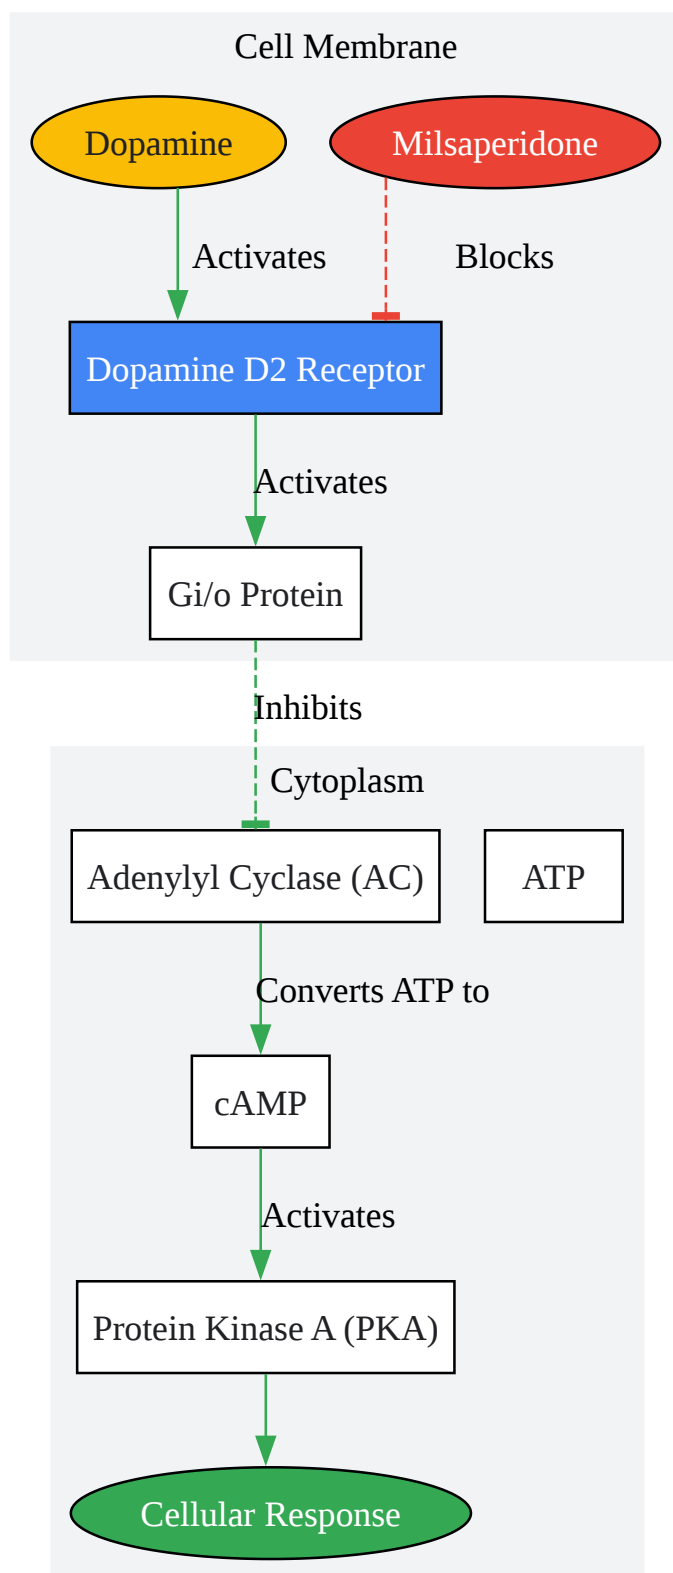 Cell Membrane
Dopamine
Milsaperidone
Activates
Blocks
Dopamine D2 Receptor
Activates
Gi/o Protein
Inhibits
Cytoplasm
Adenylyl Cyclase (AC)
ATP
Converts ATP to
cAMP
Activates
Protein Kinase A (PKA)
Cellular Response